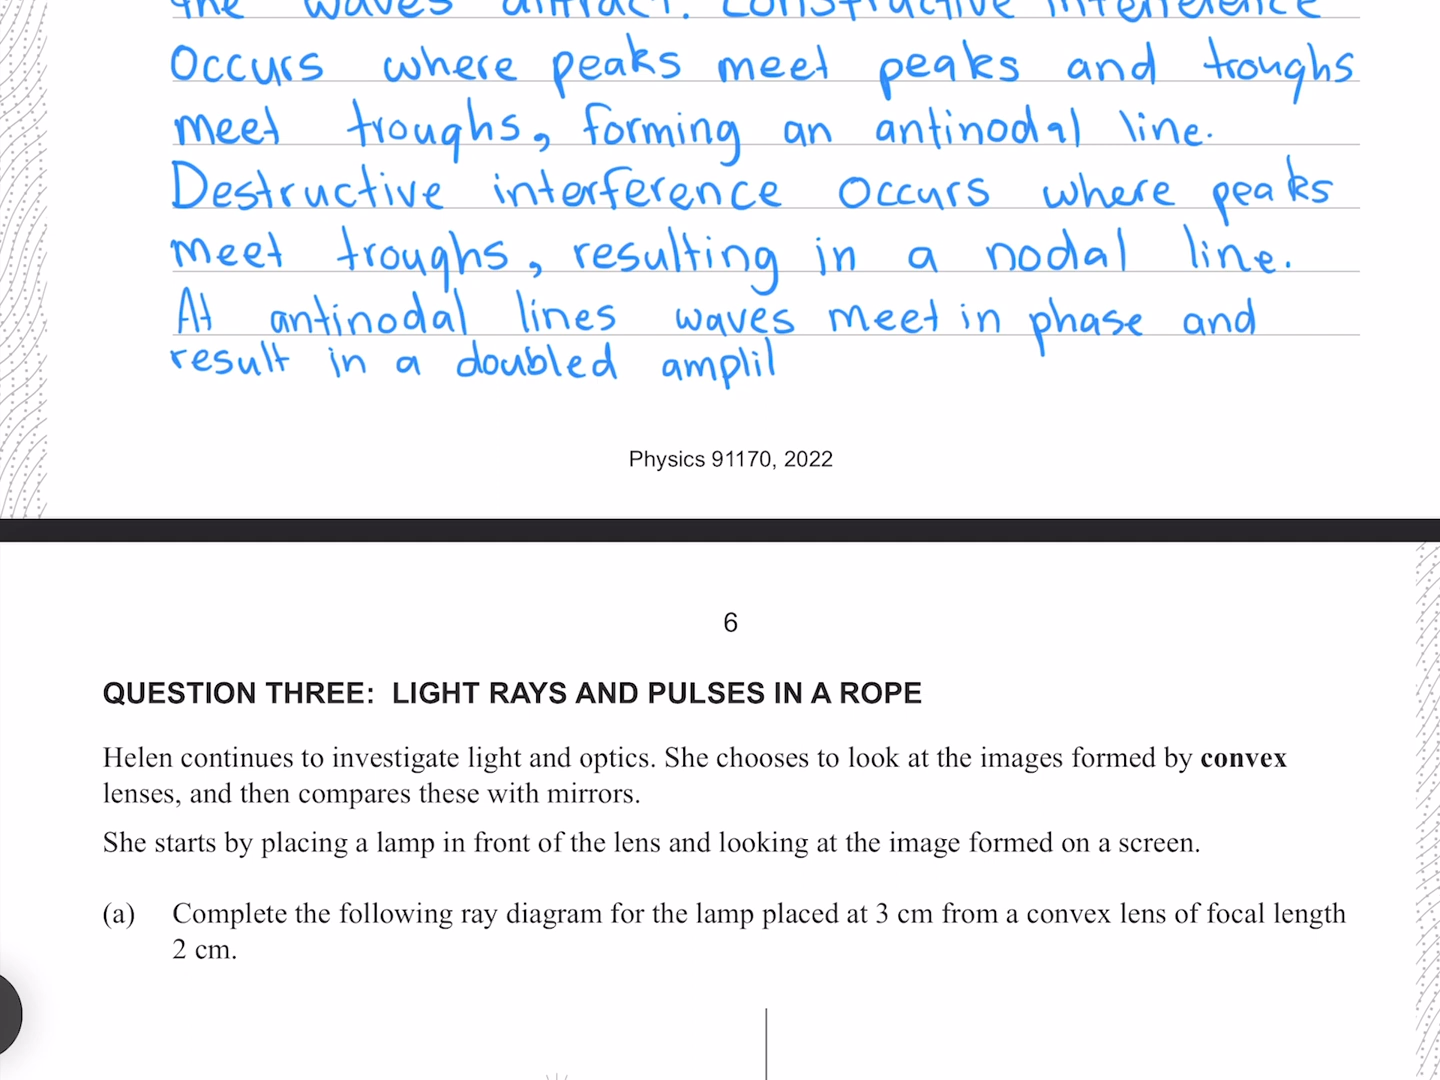 the waves diffract. Constructive interference
occurs where peaks meet peaks and troughs
meet troughs, forming an antinodal line.
Destructive interference occurs where peaks
meet troughs, resulting in a nodal line.
At antinodal lines waves meet in phase and
result in a doubled amplil
Physics 91170, 2022
6
QUESTION THREE: LIGHT RAYS AND PULSES IN A ROPE
Helen continues to investigate light and optics. She chooses to look at the images formed by convex
lenses, and then compares these with mirrors.
She starts by placing a lamp in front of the lens and looking at the image formed on a screen.
(a) Complete the following ray diagram for the lamp placed at 3 cm from a convex lens of focal length
2 cm.